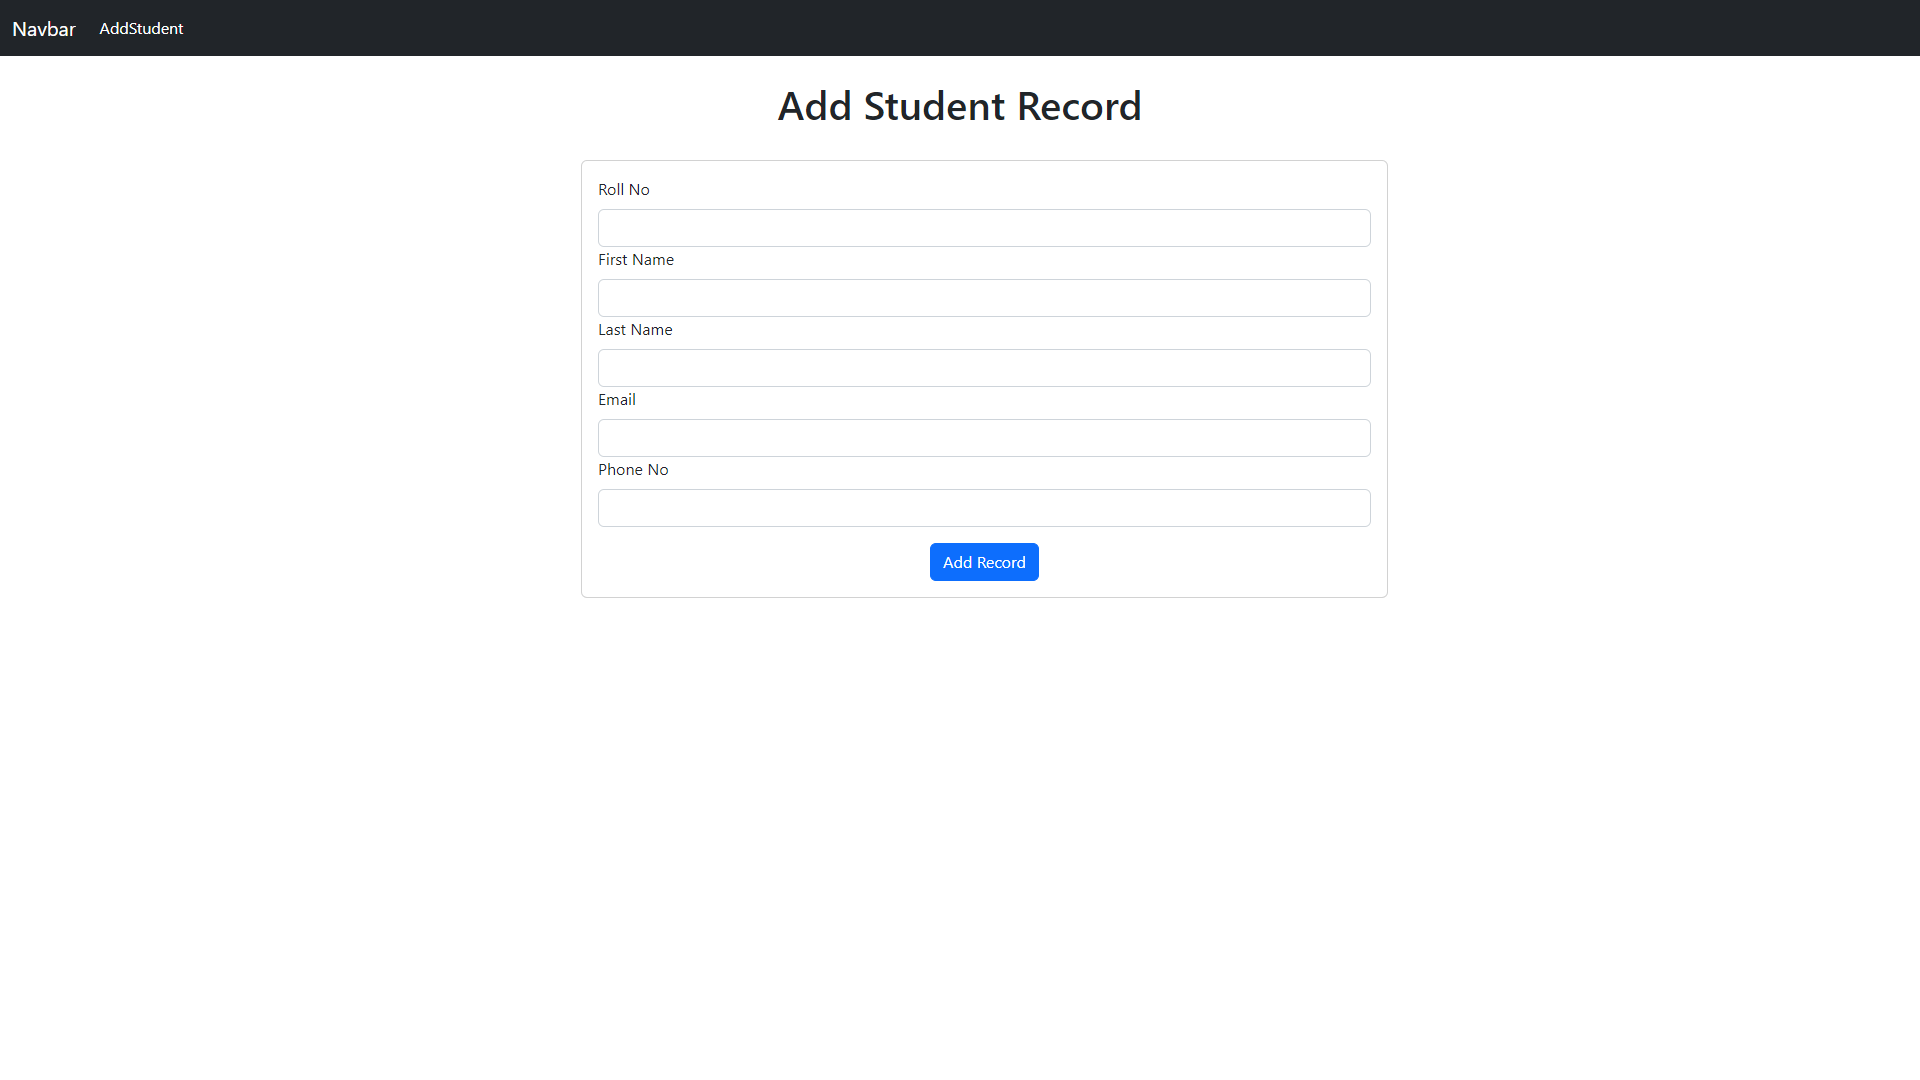 Navbar AddStudent
Add Student Record
Roll No
First Name
Last Name
Email
Phone No
Add Record